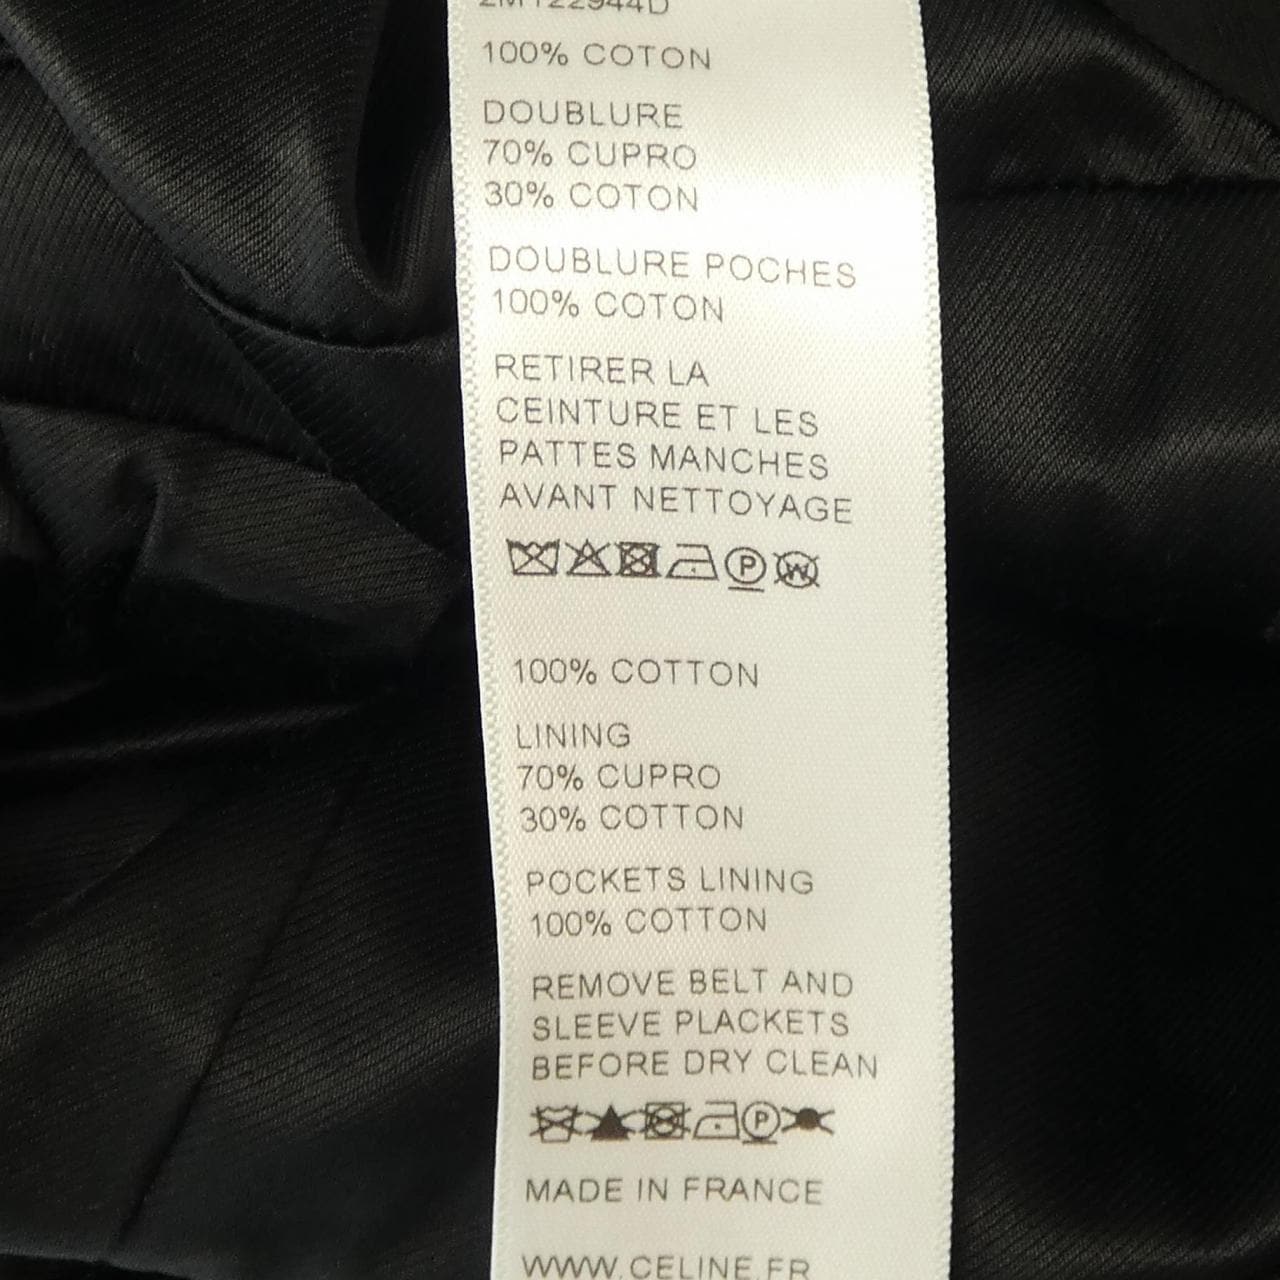 2M122944D
100% COTON
DOUBLURE
70% CUPRO
30% COTON
DOUBLURE POCHES
100% COTON
RETIRER LA
CEINTURE ET LES
PATTES MANCHES
AVANT NETTOYAGE
P W
100% COTTON
LINING
70% CUPRO
30% COTTON
POCKETS LINING
100% COTTON
REMOVE BELT AND
SLEEVE PLACKETS
BEFORE DRY CLEAN
P
MADE IN FRANCE
WWW.CELINE.FR